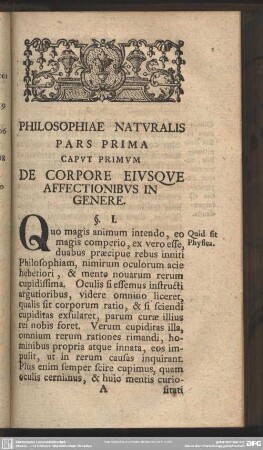 PHILOSOPHIAE NATVRALIS
PARS PRIMA
CAPVT PRIMVM
DE CORPORE EIVSQVE
AFFECTIONIBVS IN
GENERE.
§. I.
Quo magis animum intendo, eo
magis comperio, ex vero esse,
duabus præcipue rebus inniti
Philosophiam, nimirum oculorum acie
hebetiori, & mente nouarum rerum
cupidissima. Oculis si essemus instructi
argutioribus, videre omnino liceret,
qualis sit corporum ratio, & si sciendi
cupiditas exsularet, parum curæ illius
rei nobis foret. Verum cupiditas illa,
omnium rerum rationes rimandi, ho-
minibus propria atque innata, eos im-
pulit, ut in rerum causas inquirant.
Plus enim semper scire cupimus, quam
oculis cernimus, & huic mentis curio-
A sitati
Quid sit
Physica.